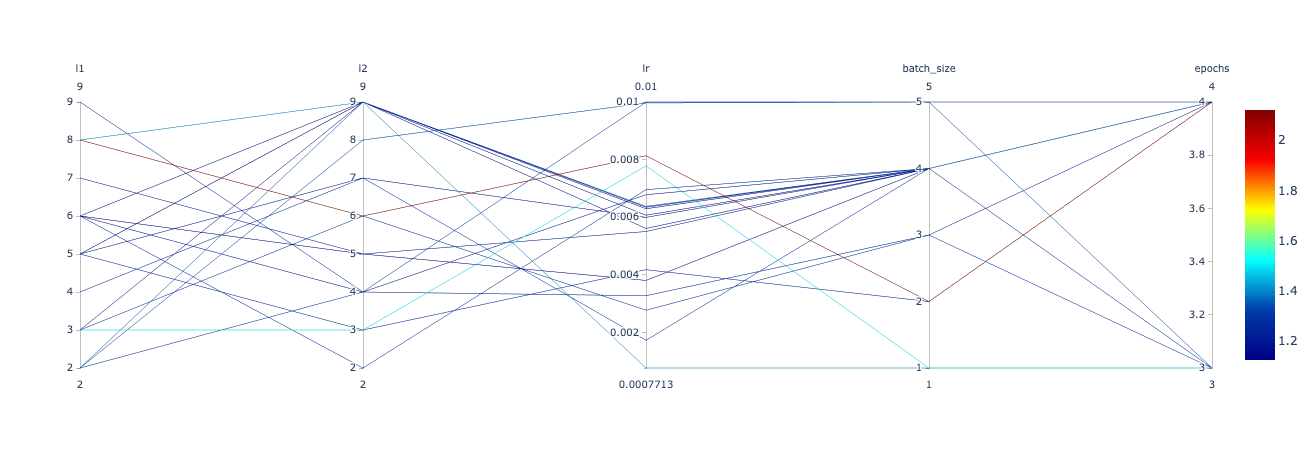 l1 l2 lr batch_size epochs
9 9 0.01 5 4
9 9 0.01 5 4
8 8 0.008 4 3.8 2
7 7 0.006 3 3.6 1.8
6 6 0.004 2 3.4 1.6
5 5 0.002 1 3.2 1.4
4 4 3 1.2
3 3
2 2
2 2 0.0007713 1 3